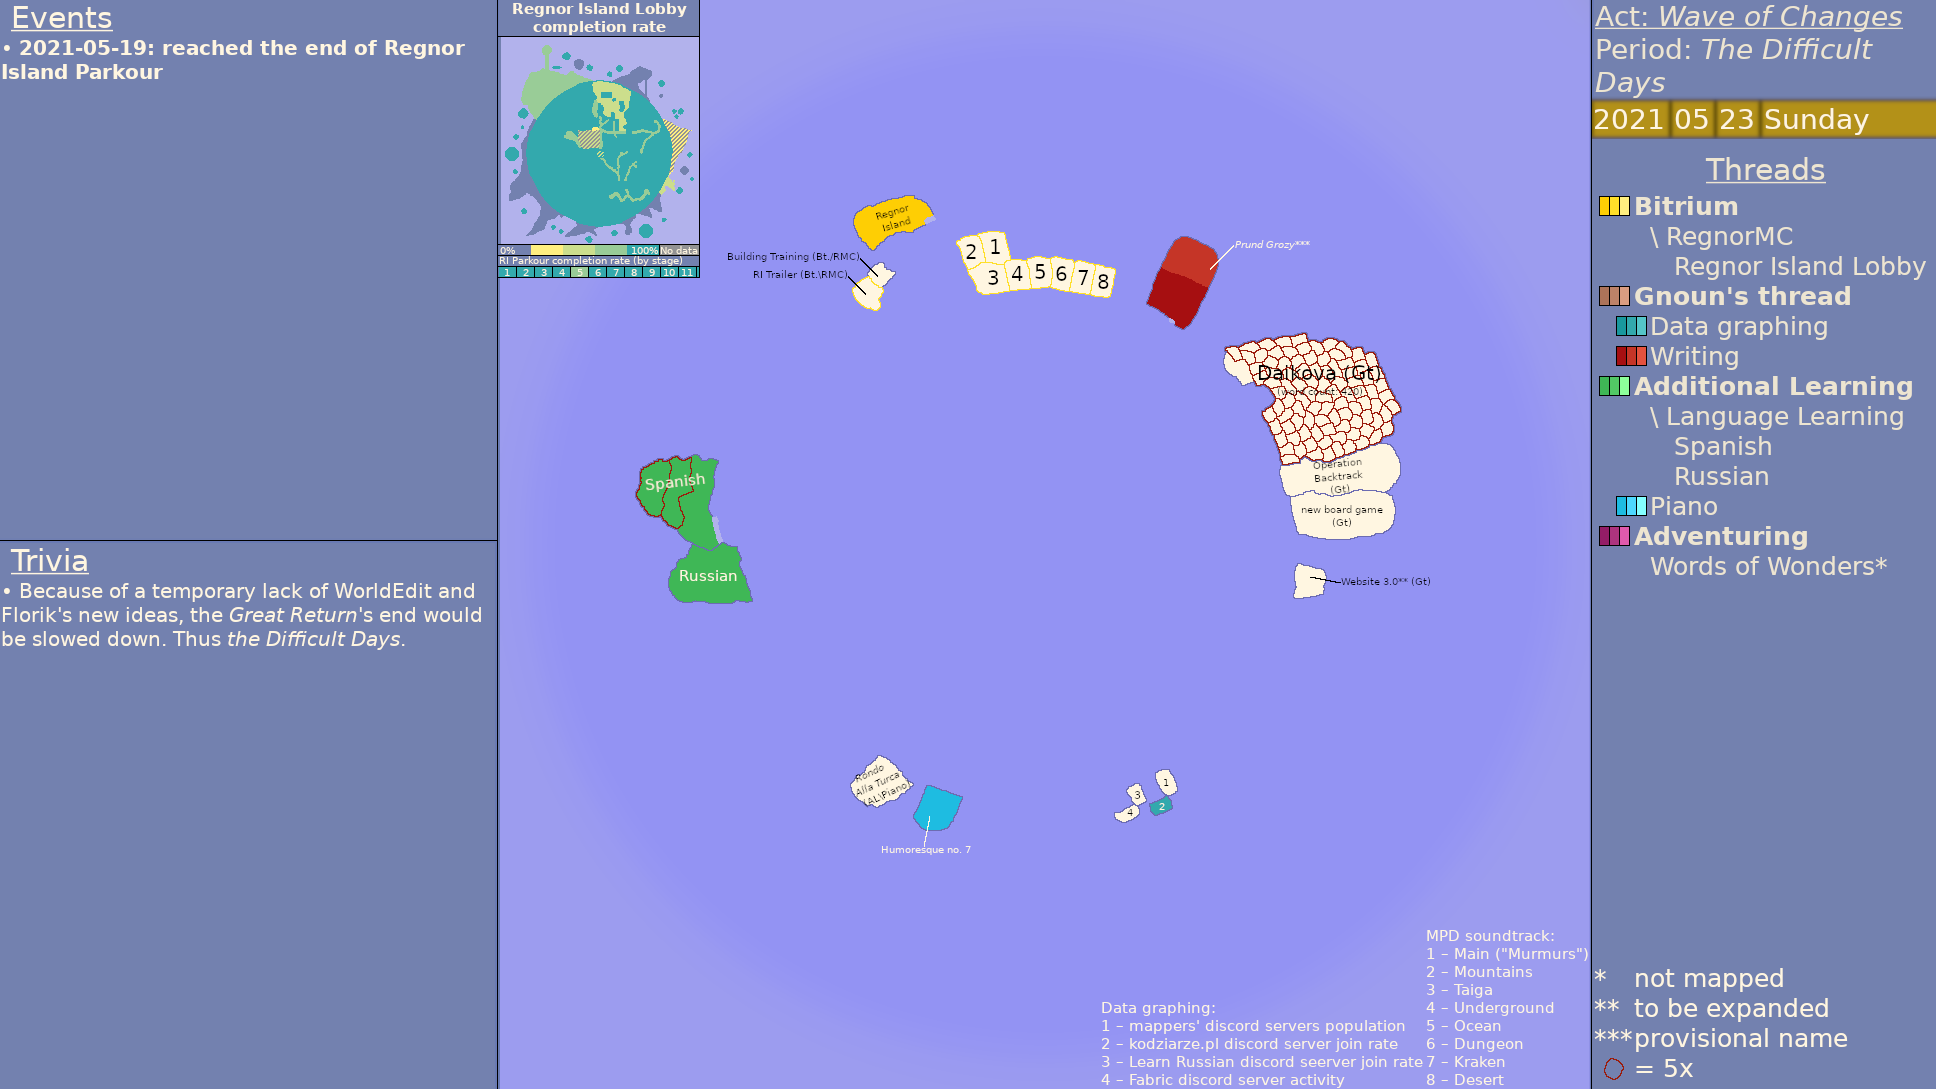 Events
• 2021-05-19: reached the end of Regnor
Island Parkour
Trivia
• Because of a temporary lack of WorldEdit and
Florik's new ideas, the Great Return's end would
be slowed down. Thus the Difficult Days.
Regnor Island Lobby
completion rate
0% 100% No data
RI Parkour completion rate (by stage)
1 2 3 4 5 6 7 8 9 10 11
Regnor
Island
Building Training (Bt./RMC)
RI Trailer (Bt.\RMC)
2 1
3 4 5 6 7 8
Prund Grozy***
Dalkova (Gt)
(word count: 420)
Operation
Backtrack
(Gt)
new board game
(Gt)
Website 3.0** (Gt)
Spanish
Russian
Rondo
Alla Turca
(AL\Piano)
Humoresque no. 7
1
3
2
4
Data graphing:
1 – mappers' discord servers population
2 – kodziarze.pl discord server join rate
3 – Learn Russian discord seerver join rate
4 – Fabric discord server activity
MPD soundtrack:
1 – Main ("Murmurs")
2 – Mountains
3 – Taiga
4 – Underground
5 – Ocean
6 – Dungeon
7 – Kraken
8 – Desert
Act: Wave of Changes
Period: The Difficult
Days
2021 05 23 Sunday
Threads
Bitrium
\ RegnorMC
Regnor Island Lobby
Gnoun's thread
Data graphing
Writing
Additional Learning
\ Language Learning
Spanish
Russian
Piano
Adventuring
Words of Wonders*
* not mapped
** to be expanded
***provisional name
= 5x